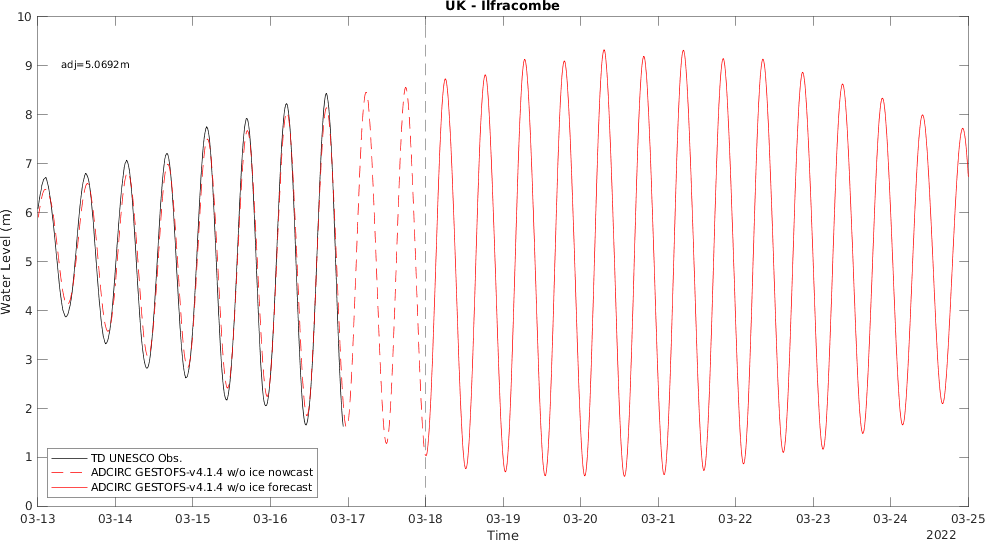 UK - Ilfracombe
10
9
8
7
6
5
4
3
2
1
0
Water Level (m)
adj=5.0692m
TD UNESCO Obs.
ADCIRC GESTOFS-v4.1.4 w/o ice nowcast
ADCIRC GESTOFS-v4.1.4 w/o ice forecast
03-13 03-14 03-15 03-16 03-17 03-18 03-19 03-20 03-21 03-22 03-23 03-24 03-25
Time
2022